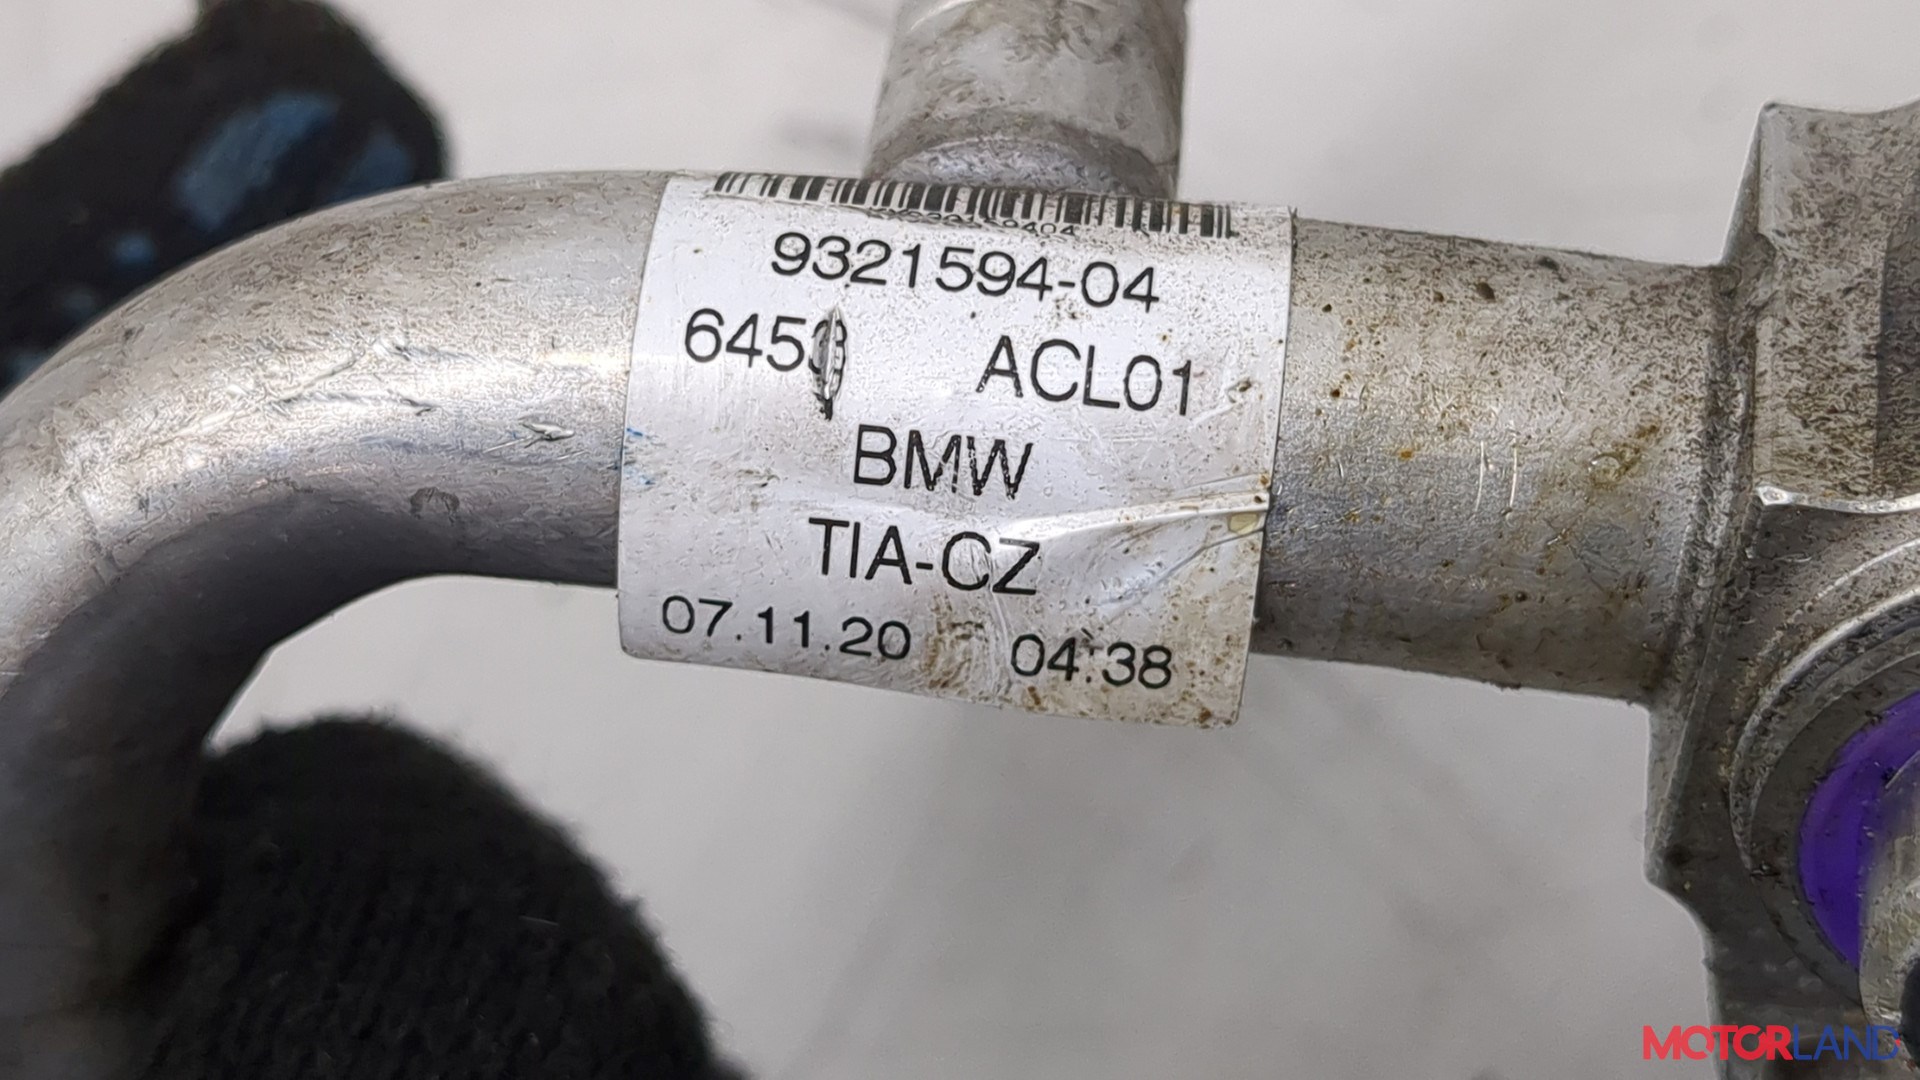 9321594-04
ACL01
BMW
TIA-CZ
07.11.20 04:38
MOTORLAND